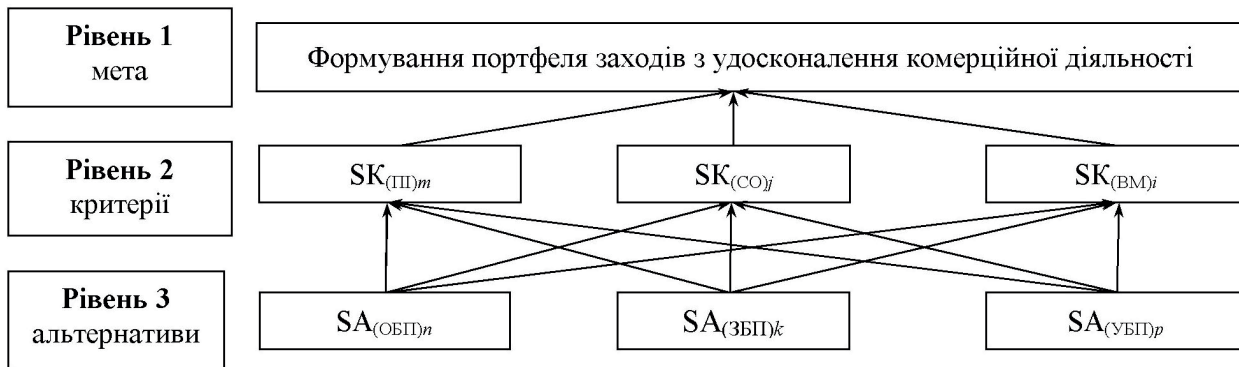 Рівень 1
мета
Формування портфеля заходів з удосконалення комерційної діяльності
Рівень 2
критерії
SK(ПІ)m
SK(СО)j
SK(ВМ)i
Рівень 3
альтернативи
SA(ОБП)n
SA(ЗБП)k
SA(УБП)p